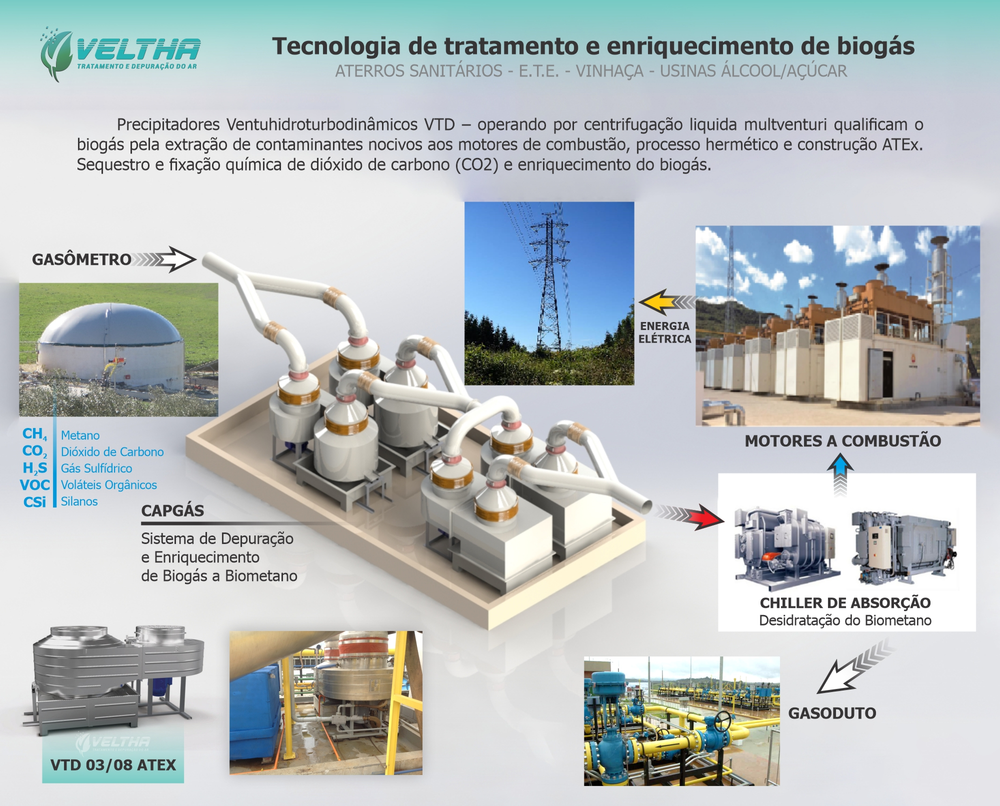 VELTHA
TRATAMENTO E DEPURAÇÃO DO AR
Tecnologia de tratamento e enriquecimento de biogás
ATERROS SANITÁRIOS - E.T.E. - VINHAÇA - USINAS ÁLCOOL/AÇÚCAR
Precipitadores Ventuhidroturbodinâmicos VTD – operando por centrifugação liquida multventuri qualificam o
biogás pela extração de contaminantes nocivos aos motores de combustão, processo hermético e construção ATEx.
Sequestro e fixação química de dióxido de carbono (CO2) e enriquecimento do biogás.
GASÔMETRO
ENERGIA
ELÉTRICA
MOTORES A COMBUSTÃO
CH4 Metano
CO2 Dióxido de Carbono
H2S Gás Sulfídrico
VOC Voláteis Orgânicos
CSi Silanos
CAPGÁS
Sistema de Depuração
e Enriquecimento
de Biogás a Biometano
CHILLER DE ABSORÇÃO
Desidratação do Biometano
GASODUTO
VELTHA
TRATAMENTO E DEPURAÇÃO DO AR
VTD 03/08 ATEX